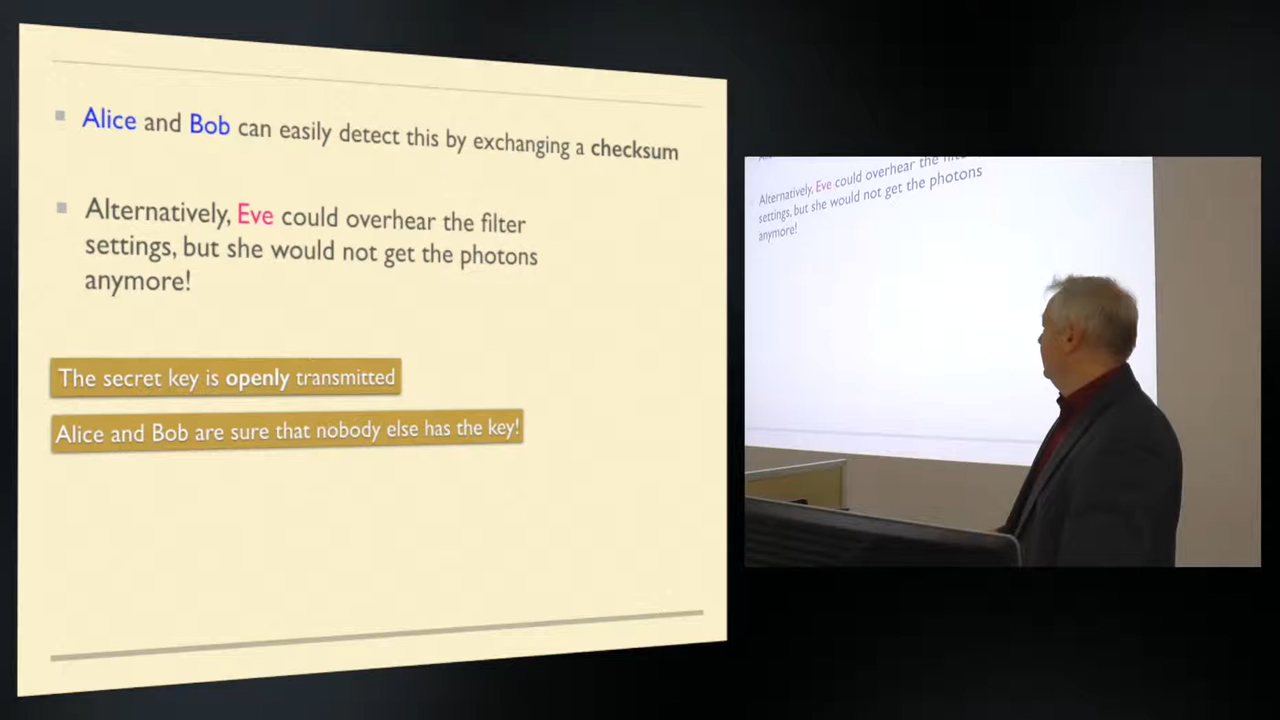 Alice and Bob can easily detect this by exchanging a checksum
Alternatively, Eve could overhear the filter
settings, but she would not get the photons
anymore!
The secret key is openly transmitted
Alice and Bob are sure that nobody else has the key!
Alternatively, Eve could overhear the
settings, but she would not get the photons
anymore!